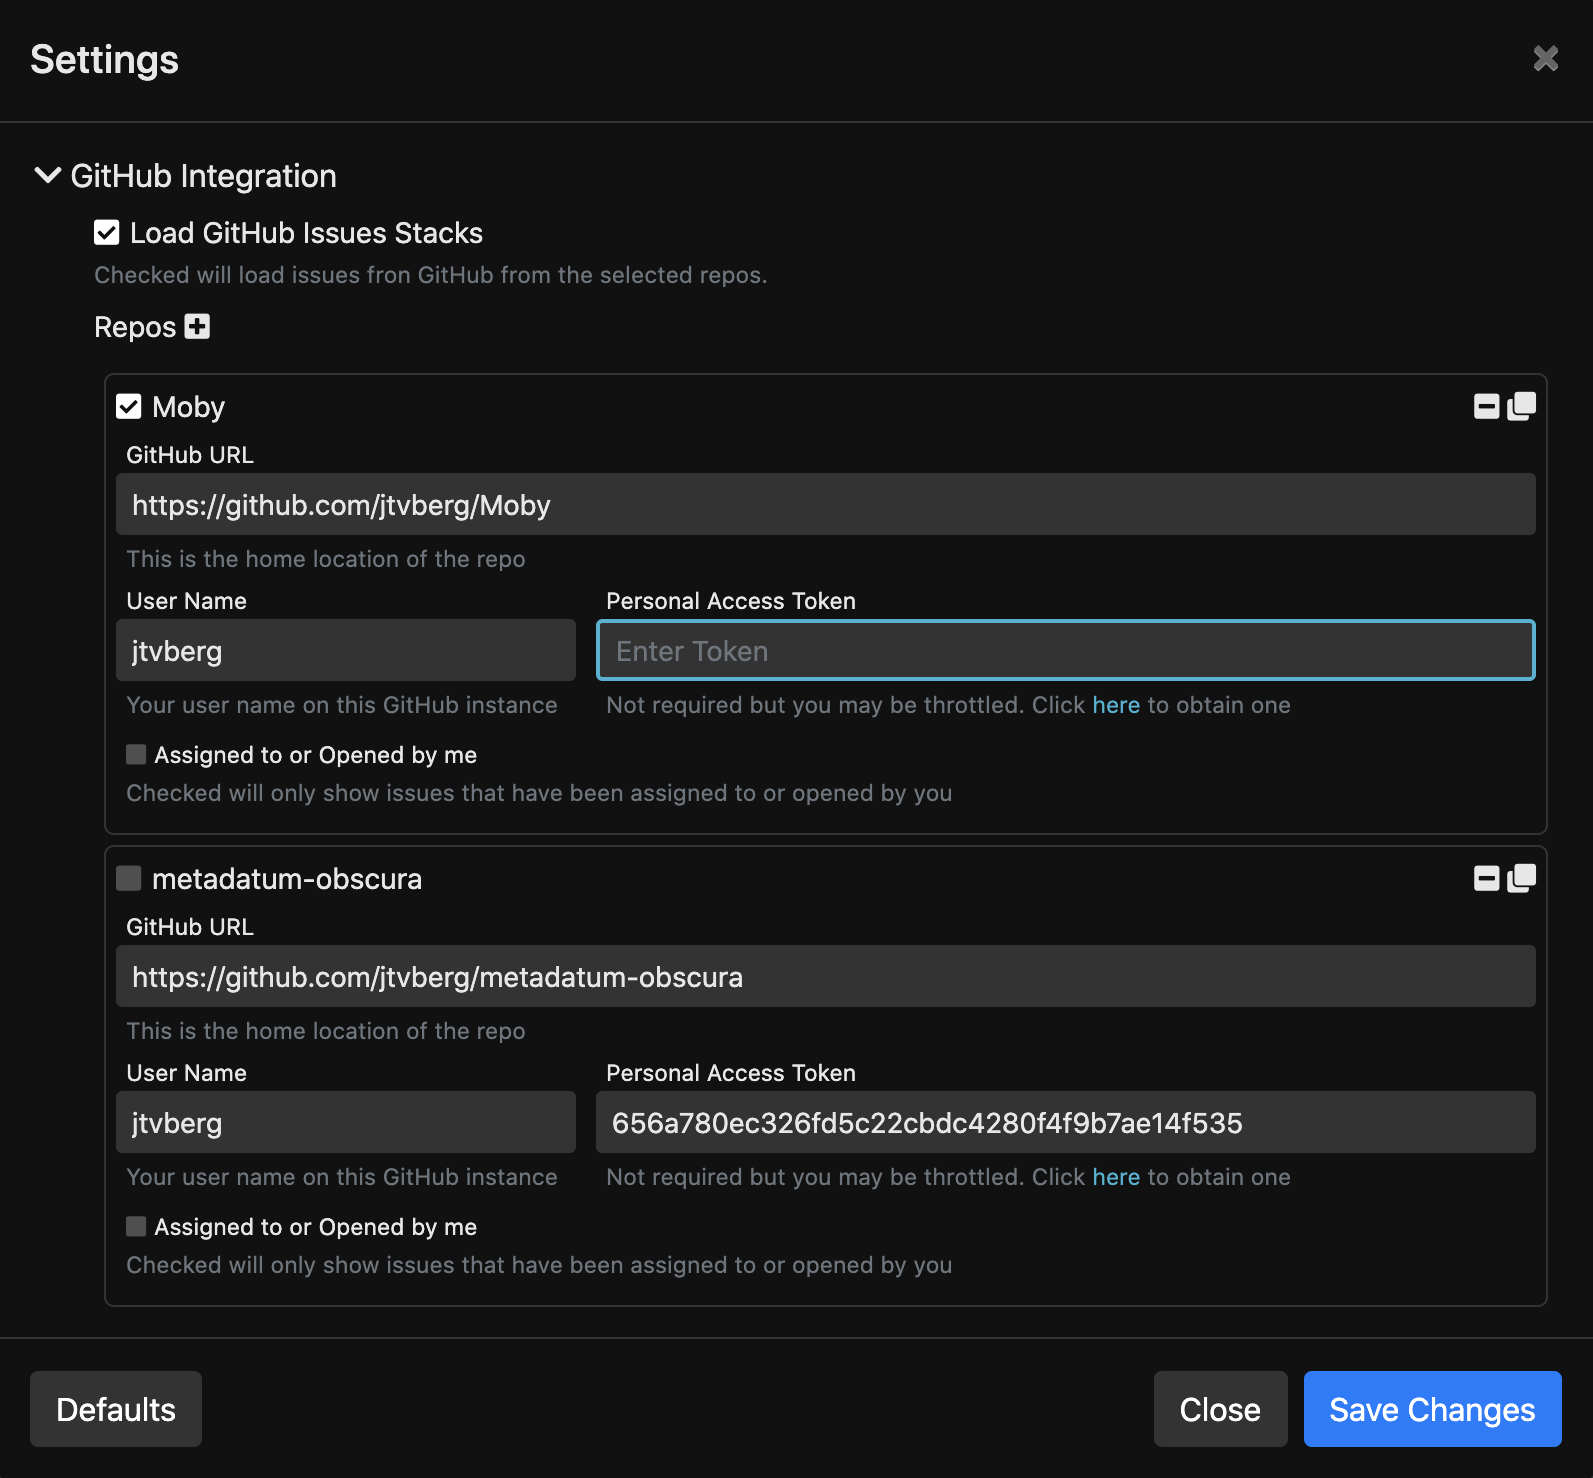 Settings
GitHub Integration
Load GitHub Issues Stacks
Checked will load issues fron GitHub from the selected repos.
Repos
Moby
GitHub URL
https://github.com/jtvberg/Moby
This is the home location of the repo
User Name Personal Access Token
jtvberg Enter Token
Your user name on this GitHub instance Not required but you may be throttled. Click here to obtain one
Assigned to or Opened by me
Checked will only show issues that have been assigned to or opened by you
metadatum-obscura
GitHub URL
https://github.com/jtvberg/metadatum-obscura
This is the home location of the repo
User Name Personal Access Token
jtvberg 656a780ec326fd5c22cbdc4280f4f9b7ae14f535
Your user name on this GitHub instance Not required but you may be throttled. Click here to obtain one
Assigned to or Opened by me
Checked will only show issues that have been assigned to or opened by you
Defaults Close Save Changes